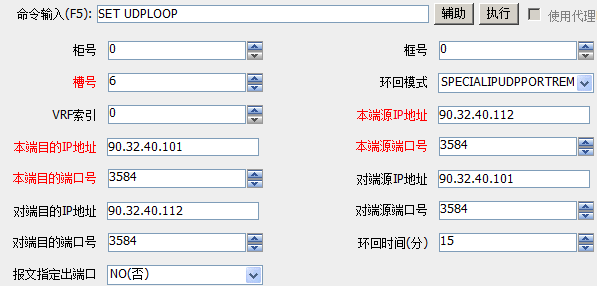 命令输入(F5): SET UDPLOOP 辅助 执行 使用代理
柜号 0 框号 0
槽号 6 环回模式 SPECIALIPUDPPORTREM
VRF索引 0 本端源IP地址 90.32.40.112
本端目的IP地址 90.32.40.101 本端源端口号 3584
本端目的端口号 3584 对端源IP地址 90.32.40.101
对端目的IP地址 90.32.40.112 对端源端口号 3584
对端目的端口号 3584 环回时间(分) 15
报文指定出端口 NO(否)